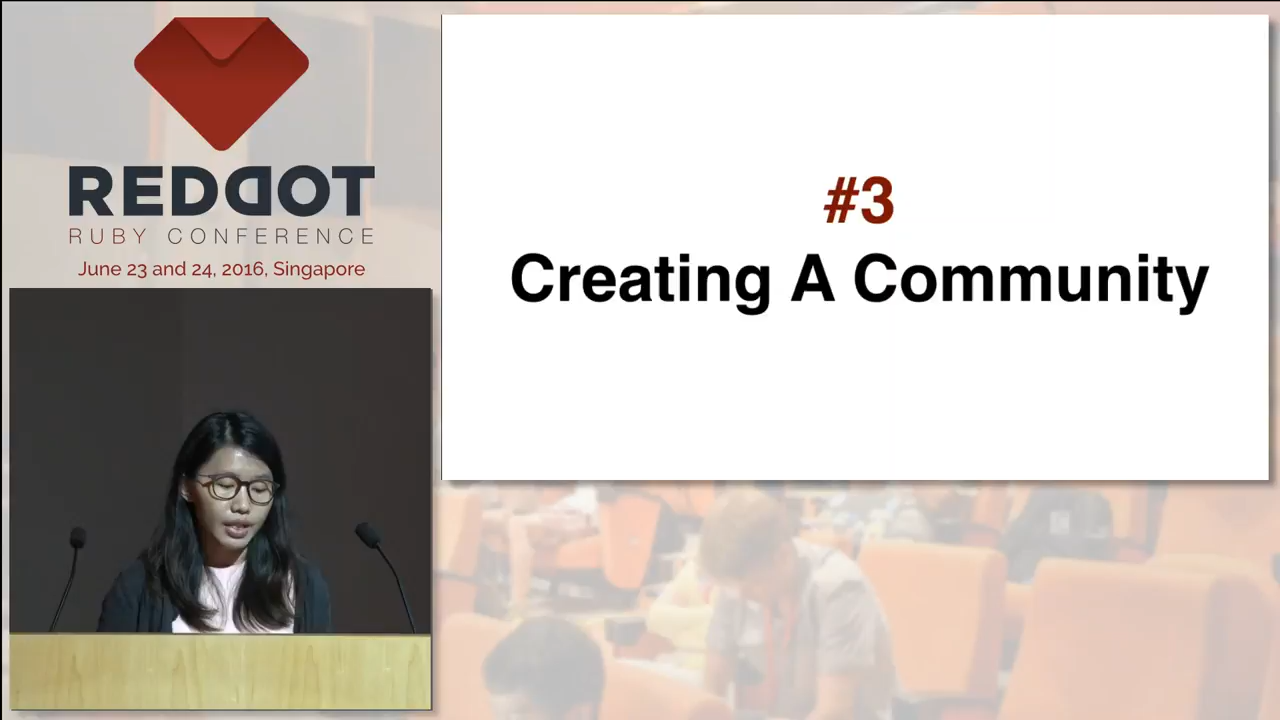 REDDOT
RUBY CONFERENCE
June 23 and 24, 2016, Singapore
#3
Creating A Community